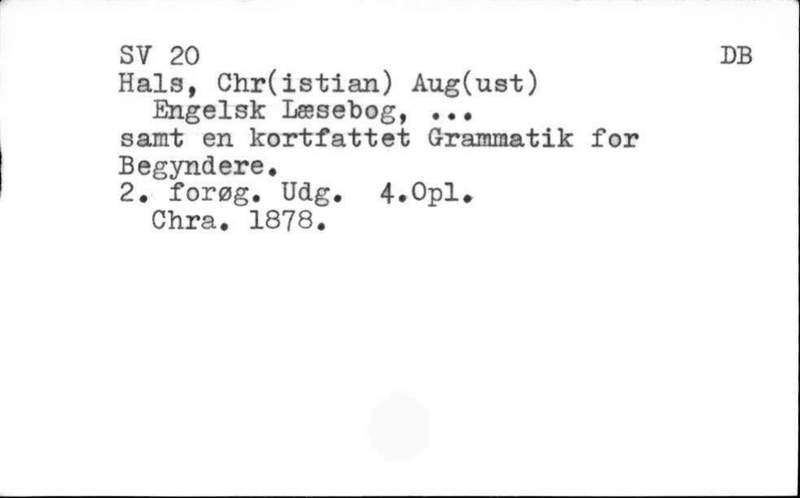 SV 20 DB
Hals, Chr(istian) Aug(ust)
Engelsk Læsebog, ...
samt en kortfattet Grammatik for
Begyndere.
2. forøg. Udg. 4.Opl.
Chra. 1878.